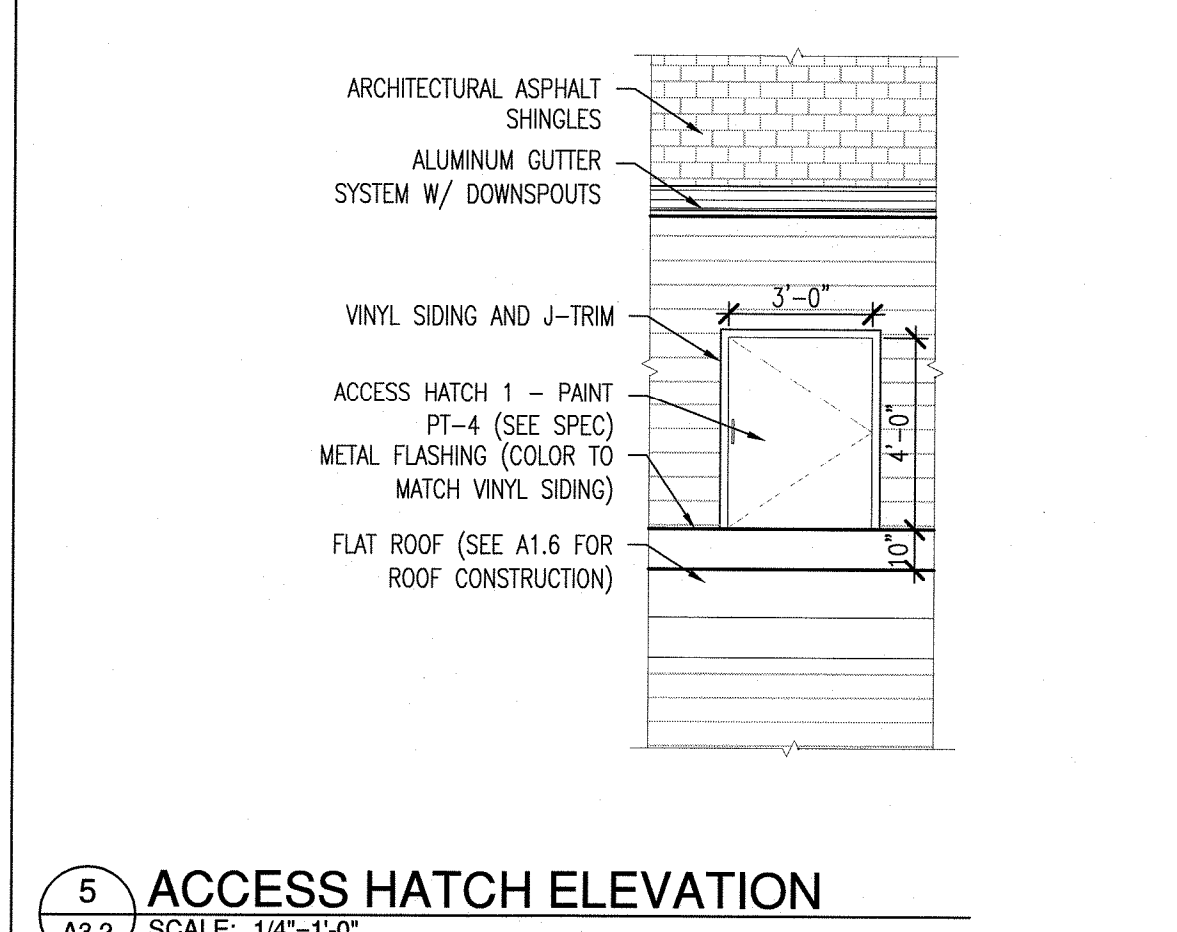 ARCHITECTURAL ASPHALT
SHINGLES
ALUMINUM GUTTER
SYSTEM W/ DOWNSPOUTS
3'-0"
VINYL SIDING AND J-TRIM
ACCESS HATCH 1 - PAINT
PT-4 (SEE SPEC)
4'-0"
METAL FLASHING (COLOR TO
MATCH VINYL SIDING)
FLAT ROOF (SEE A1.6 FOR
ROOF CONSTRUCTION)
10"
5
ACCESS HATCH ELEVATION
A3.2
SCALE: 1/4"=1'-0"